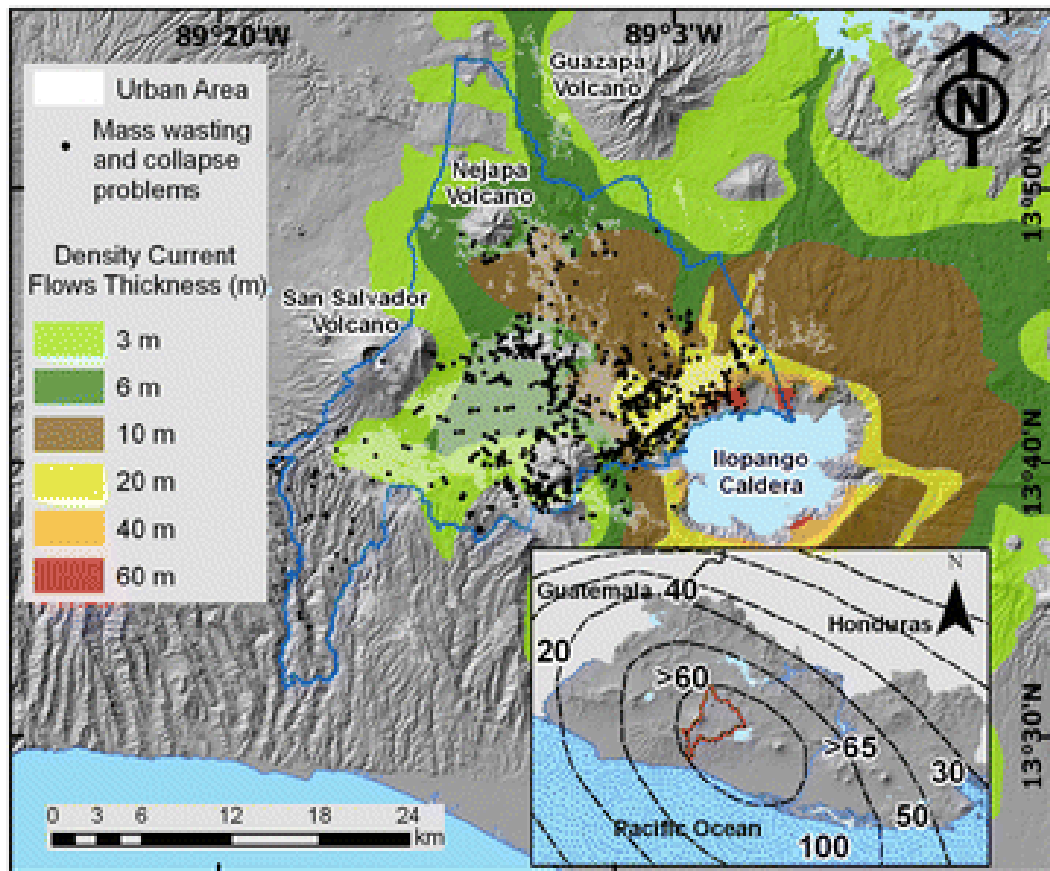 89°20'W
89°3'W
Guazapa
Volcano
N
Urban Area
Mass wasting
and collapse
problems
Nejapa
Volcano
13°50'N
Density Current
Flows Thickness (m)
San Salvador
Volcano
3 m
6 m
10 m
20 m
40 m
60 m
Ilopango
Caldera
13°40'N
N
Guatemala
40
Honduras
20
>60
>65
30
50
100
Pacific Ocean
13°30'N
0 3 6 12 18 24
km